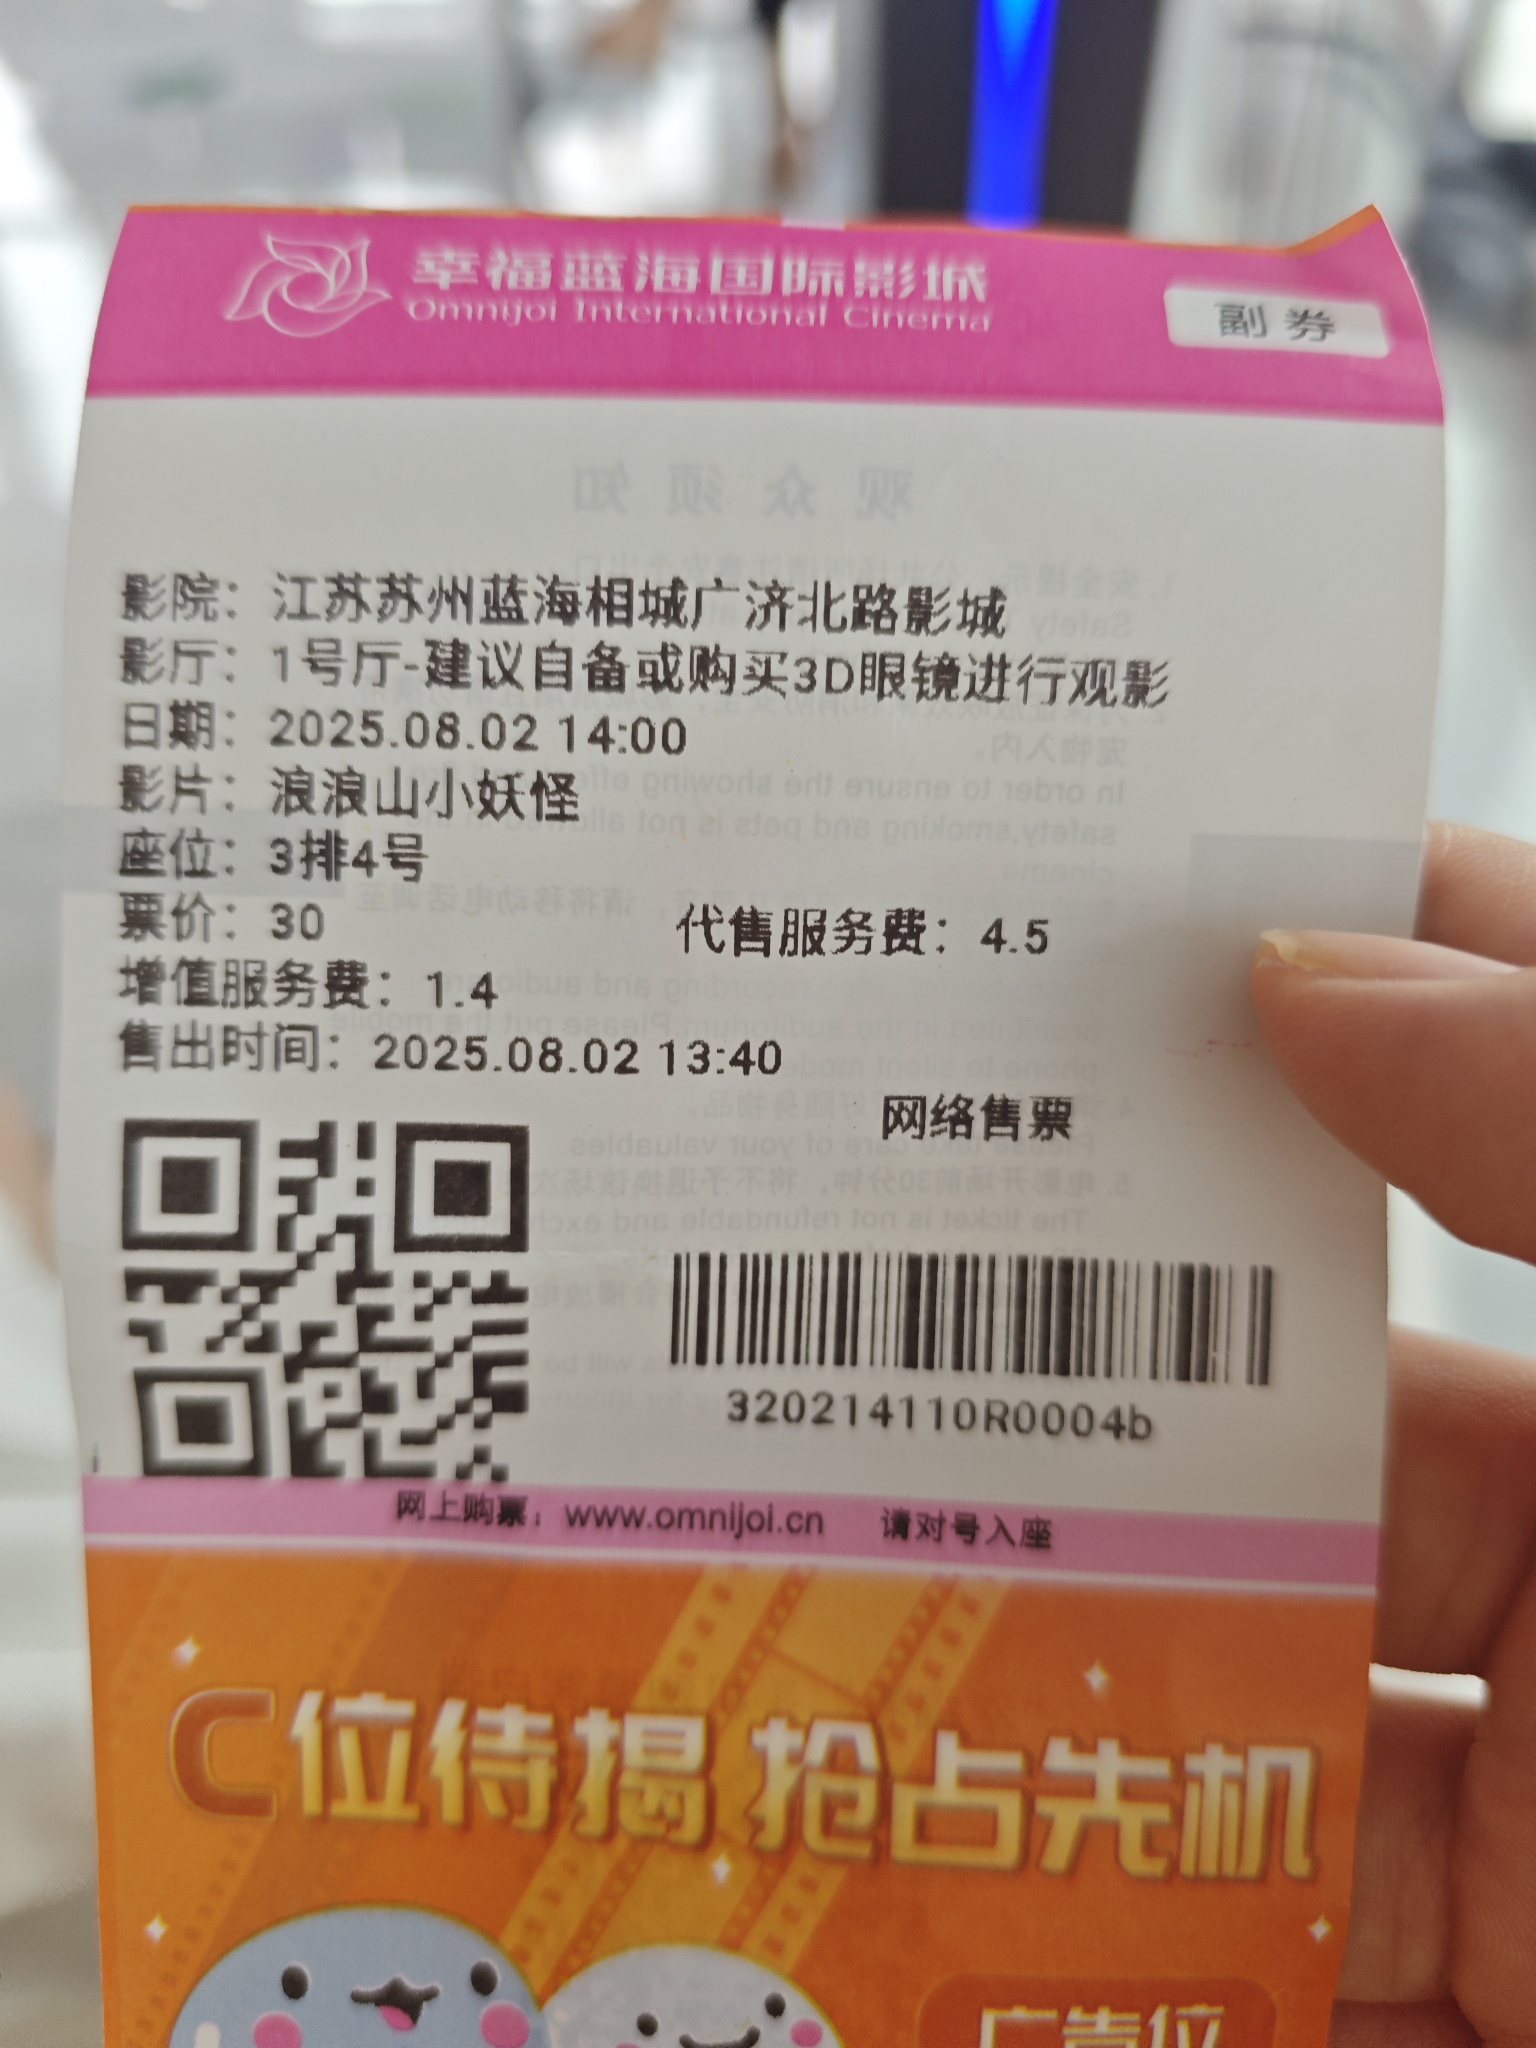 幸福蓝海国际影城
Omnijoi International Cinema
副券
观众须知
影院：江苏苏州蓝海相城广济北路影城
影厅：1号厅-建议自备或购买3D眼镜进行观影
日期：2025.08.02 14:00
影片：浪浪山小妖怪
座位：3排4号
票价：30 代售服务费：4.5
增值服务费：1.4
售出时间：2025.08.02 13:40
网络售票
320214110R0004b
网上购票：www.omnijoi.cn 请对号入座
C位待揭 抢占先机
广告位